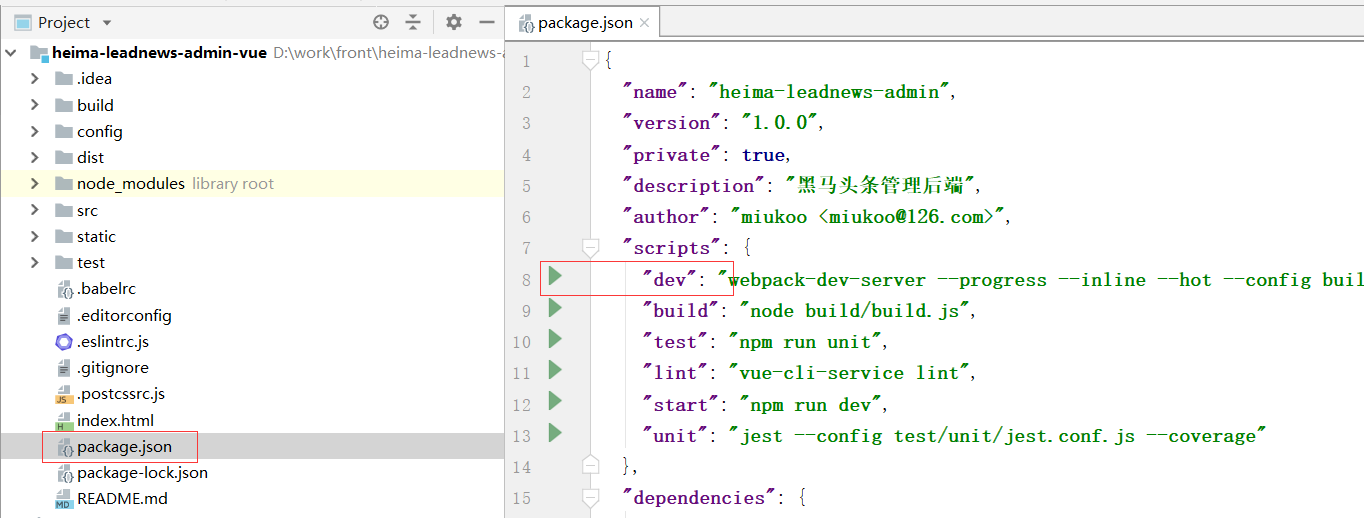 Project
heima-leadnews-admin-vue D:\work\front\heima-leadnews-a
.idea
build
config
dist
node_modules library root
src
static
test
.babelrc
.editorconfig
.eslintrc.js
.gitignore
.postcssrc.js
index.html
package.json
package-lock.json
README.md
package.json
1 {
2 "name": "heima-leadnews-admin",
3 "version": "1.0.0",
4 "private": true,
5 "description": "黑马头条管理后端",
6 "author": "miukoo <miukoo@126.com>",
7 "scripts": {
8 "dev": "webpack-dev-server --progress --inline --hot --config buil
9 "build": "node build/build.js",
10 "test": "npm run unit",
11 "lint": "vue-cli-service lint",
12 "start": "npm run dev",
13 "unit": "jest --config test/unit/jest.conf.js --coverage"
14 },
15 "dependencies": {